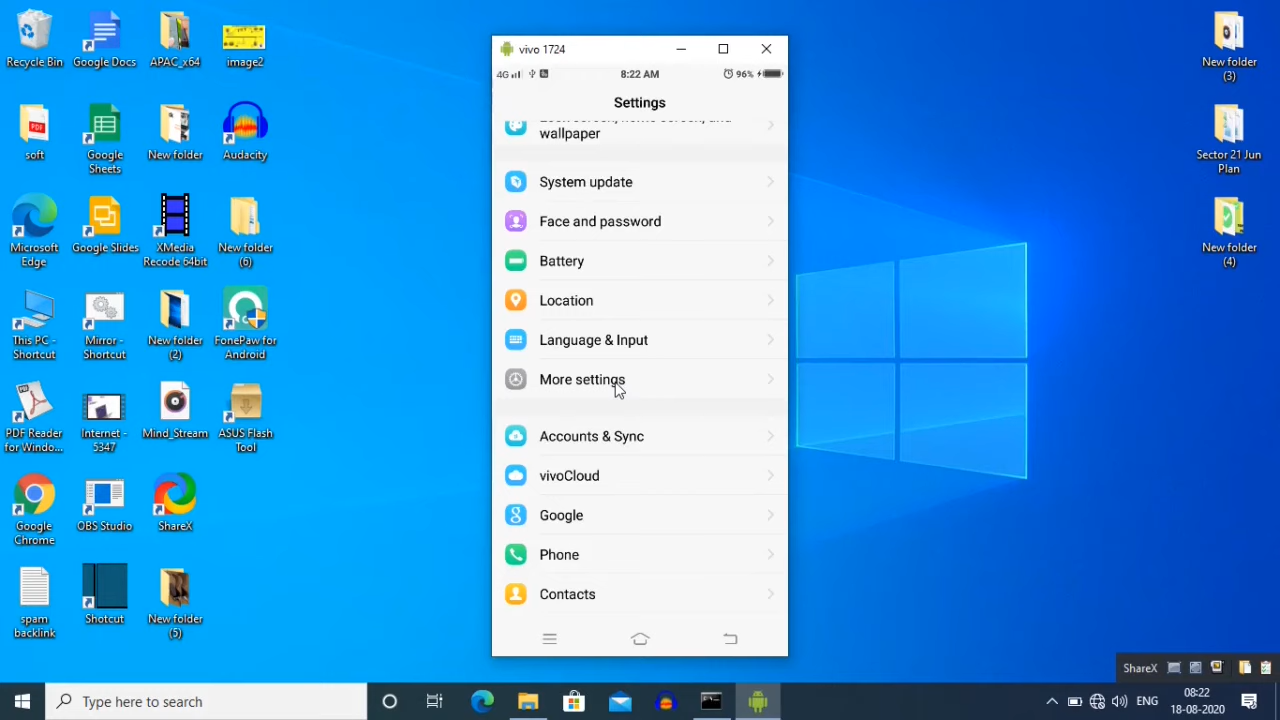 Recycle Bin
Google Docs
APAC_x64
image2
soft
Google
Sheets
New folder
Audacity
Microsoft
Edge
Google Slides
XMedia
Recode 64bit
New folder
(6)
This PC -
Shortcut
Mirror -
Shortcut
New folder
(2)
FonePaw for
Android
PDF Reader
for Windo...
Internet -
5347
Mind_Stream
ASUS Flash
Tool
Google
Chrome
OBS Studio
ShareX
spam
backlink
Shotcut
New folder
(5)
vivo 1724
4G 8:22 AM 96%
Settings
wallpaper
System update
Face and password
Battery
Location
Language & Input
More settings
Accounts & Sync
vivoCloud
Google
Phone
Contacts
New folder
(3)
Sector 21 Jun
Plan
New folder
(4)
ShareX
Type here to search
ENG
08:22
18-08-2020